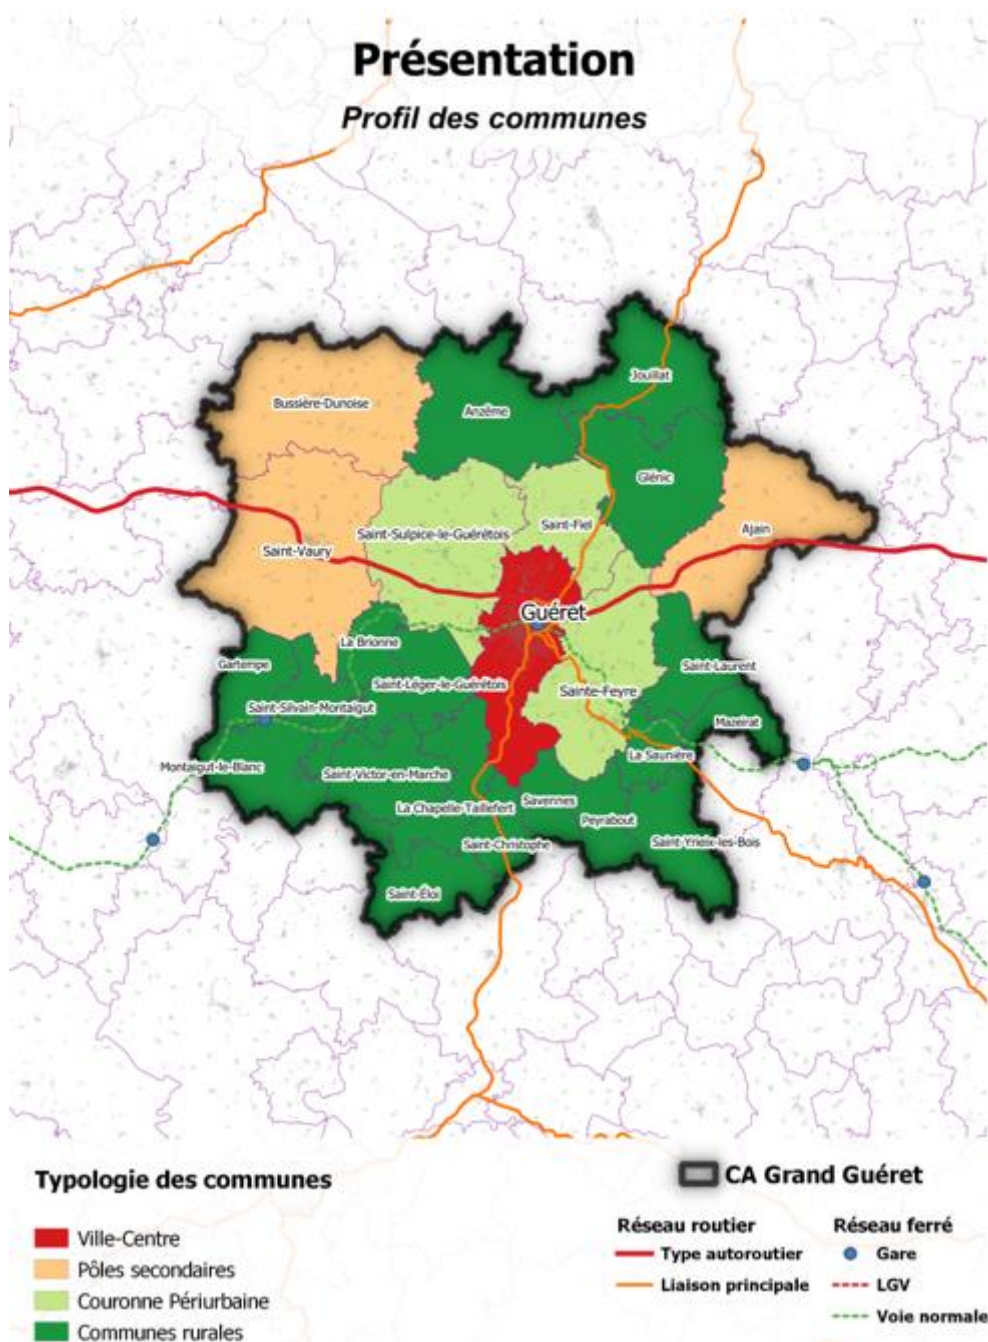 Présentation
Profil des communes
Jouillat
Bussière-Dunoise
Anzême
Glénic
Saint-Fiel
Ajain
Saint-Sulpice-le-Guérétois
Saint-Vaury
Guéret
La Brionne
Gartempe
Saint-Laurent
Saint-Léger-le-Guérétois
Sainte-Feyre
Saint-Silvain-Montaigut
Mazeirat
La Saunière
Montaigut-le-Blanc
Saint-Victor-en-Marche
Savennes
La Chapelle-Taillefert
Peyrabout
Saint-Christophe
Saint-Yrieix-les-Bois
Saint-Éloi
Typologie des communes
Ville-Centre
Pôles secondaires
Couronne Périurbaine
Communes rurales
CA Grand Guéret
Réseau routier
Type autoroutier
Liaison principale
Réseau ferré
Gare
LGV
Voie normale